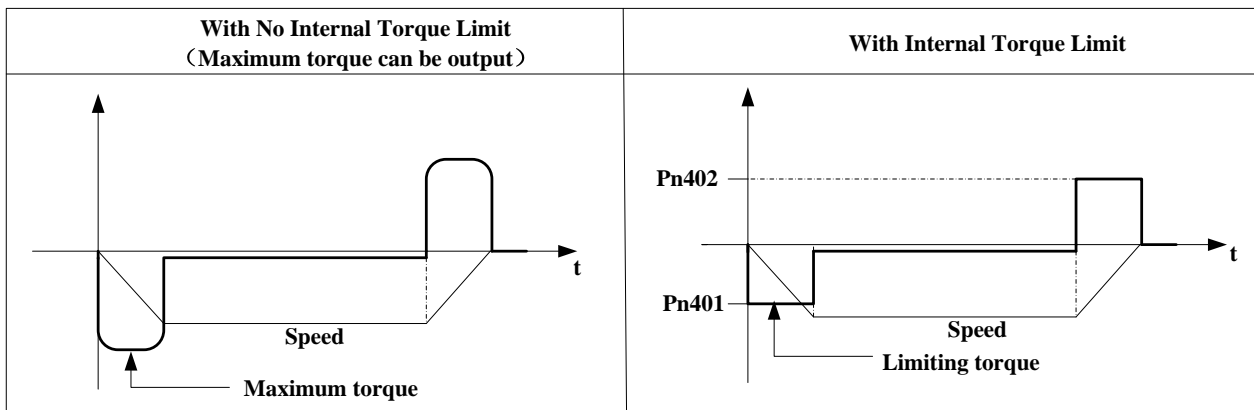 With No Internal Torque Limit
（Maximum torque can be output）
With Internal Torque Limit
t
Speed
Maximum torque
Pn402
t
Pn401
Speed
Limiting torque